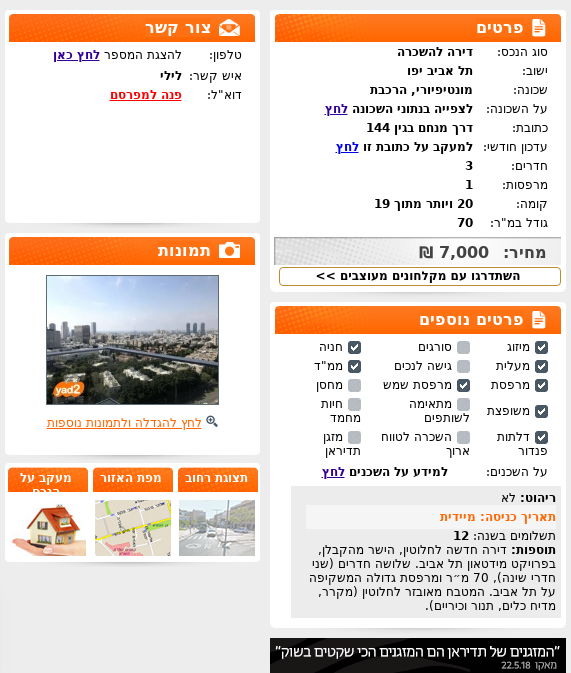 פרטים
סוג הנכס: דירה להשכרה
ישוב: תל אביב יפו
שכונה: מונטיפיורי, הרכבת
על השכונה: לצפייה בנתוני השכונה לחץ
כתובת: דרך מנחם בגין 144
עדכון חודשי: למעקב על כתובת זו לחץ
חדרים: 3
מרפסות: 1
קומה: 20 ויותר מתוך 19
גודל במ"ר: 70
מחיר: 7,000 ₪
השתדרגו עם מקלחונים מעוצבים >>
פרטים נוספים
מיזוג סורגים חניה
מעלית גישה לנכים ממ"ד
מרפסת מרפסת שמש מחסן
משופצת מתאימה לשותפים חיות מחמד
דלתות פנדור השכרה לטווח ארוך מזגן תדיראן
על השכנים: למידע על השכנים לחץ
ריהוט: לא
תאריך כניסה: מיידית
תשלומים בשנה: 12
תוספות: דירה חדשה לחלוטין, הישר מהקבלן,
בפרויקט מידטאון תל אביב. שלושה חדרים (שני
חדרי שינה), 70 מ״ר ומרפסת גדולה המשקיפה
על תל אביב. המטבח מאובזר לחלוטין (מקרר,
מדיח כלים, תנור וכיריים).
"המזגנים של תדיראן הם המזגנים הכי שקטים בשוק"
מאקו 22.5.18
צור קשר
טלפון: להצגת המספר לחץ כאן
איש קשר: לילי
דוא"ל: פנה למפרסם
תמונות
yad2
לחץ להגדלה ולתמונות נוספות
תצוגת רחוב
מפת האזור
מעקב על
הנכס